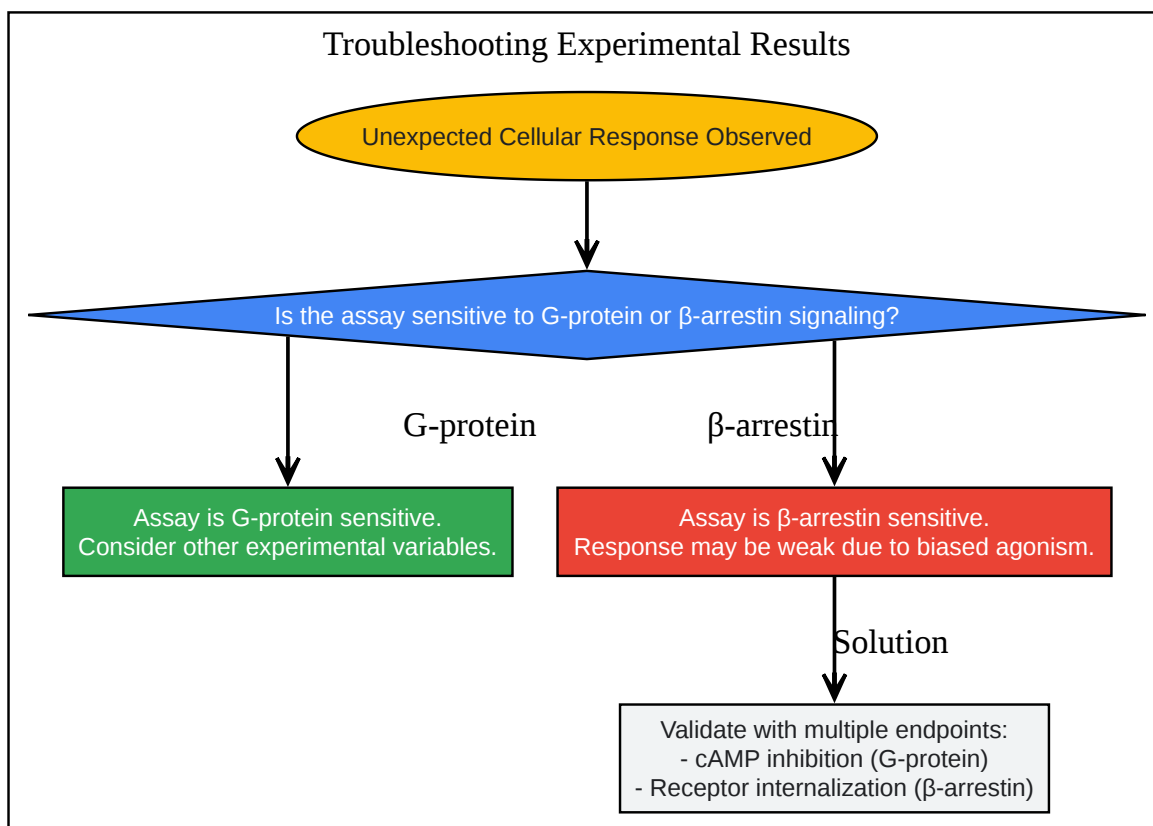 Troubleshooting Experimental Results
Unexpected Cellular Response Observed
Is the assay sensitive to G-protein or β-arrestin signaling?
G-protein
β-arrestin
Assay is G-protein sensitive.
Consider other experimental variables.
Assay is β-arrestin sensitive.
Response may be weak due to biased agonism.
Solution
Validate with multiple endpoints:
- cAMP inhibition (G-protein)
- Receptor internalization (β-arrestin)